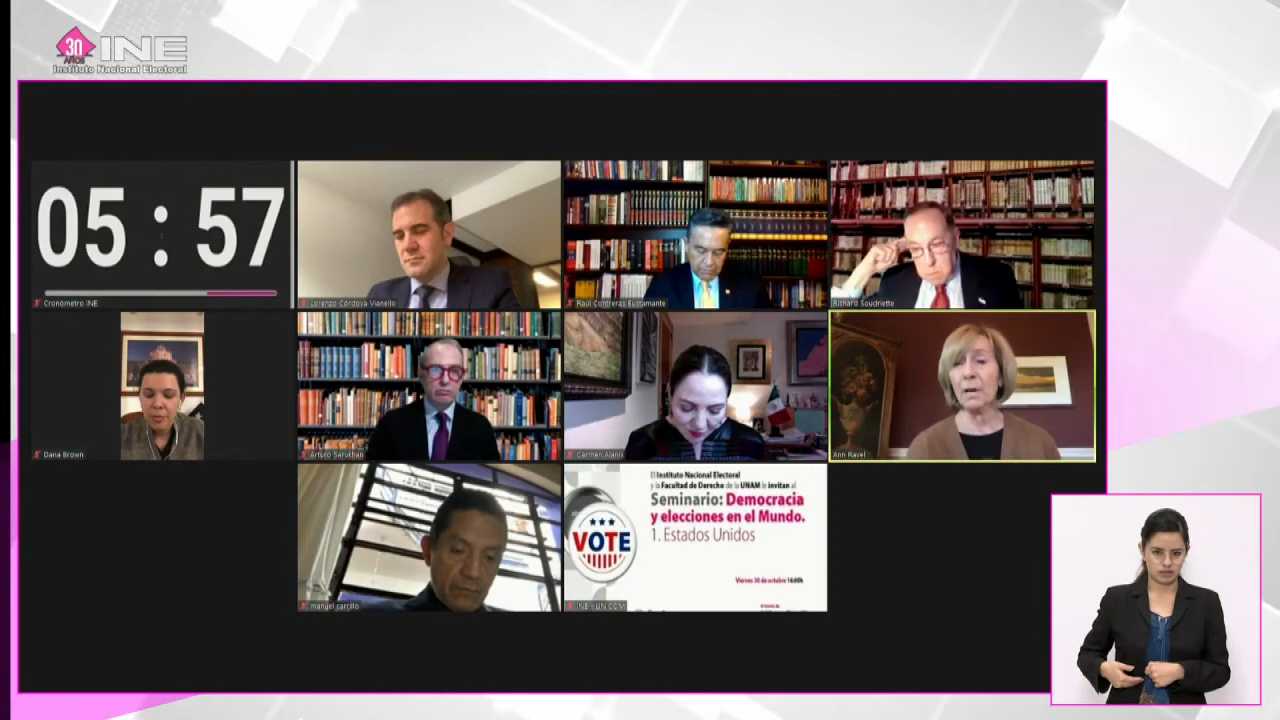 30
AÑOS
INE
Instituto Nacional Electoral
05 : 57
Cronómetro INE
Lorenzo Córdova Vianello
Raúl Contreras Bustamante
Richard Soudriette
Dana Brown
Arturo Sarukhan
Carmen Alanis
Ann Ravel
manuel carrillo
El Instituto Nacional Electoral
y la Facultad de Derecho de la UNAM le invitan al
Seminario: Democracia
y elecciones en el Mundo.
1. Estados Unidos
VOTE
Viernes 30 de octubre 16:00h